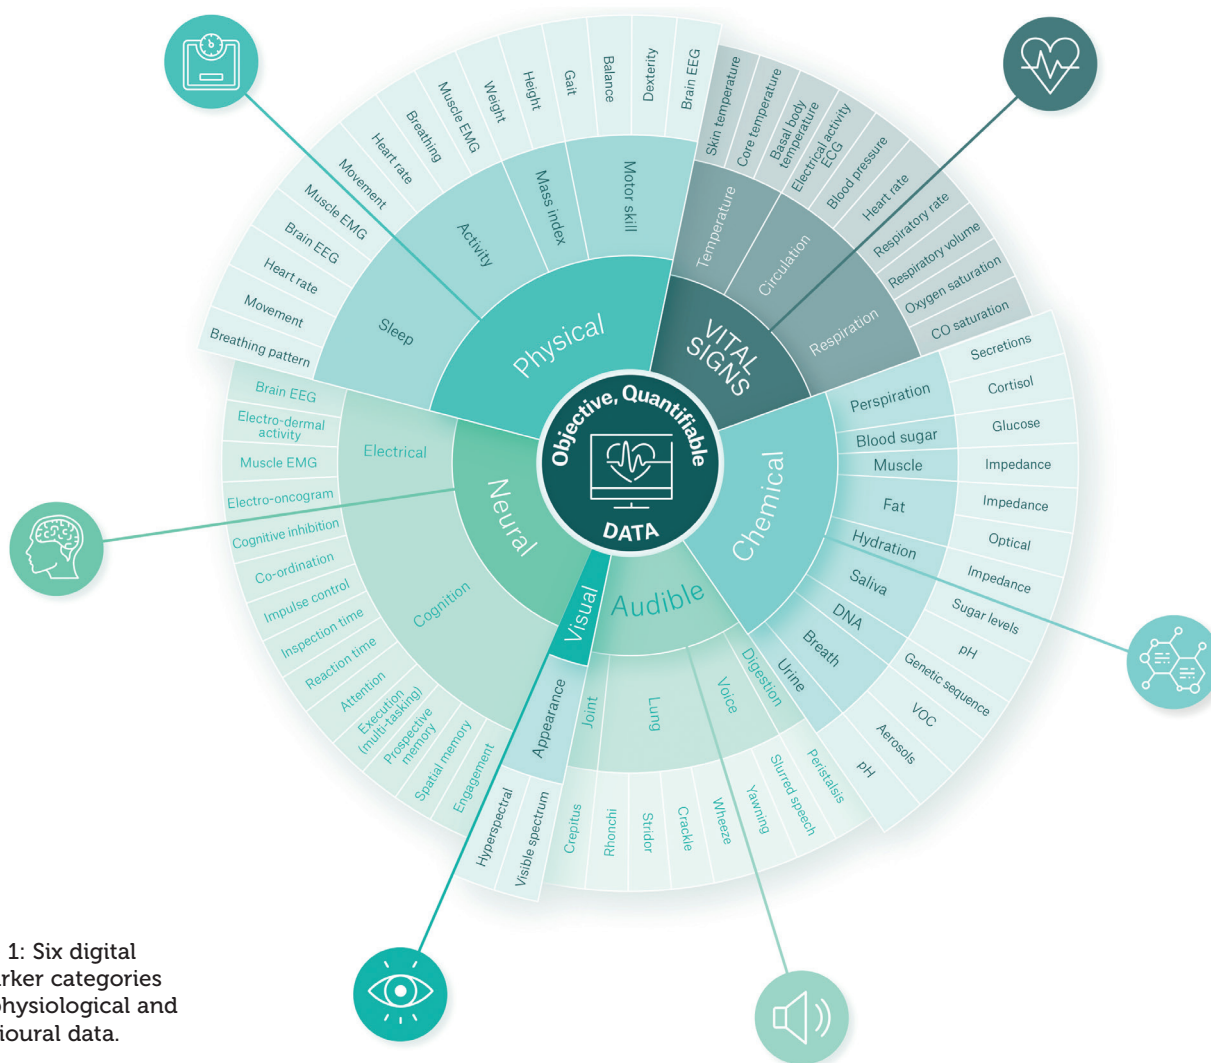 Objective, Quantifiable
DATA
Physical
Sleep
Breathing pattern
Movement
Heart rate
Brain EEG
Muscle EMG
Activity
Movement
Heart rate
Breathing
Muscle EMG
Mass index
Weight
Height
Motor skill
Gait
Balance
Dexterity
Brain EEG
VITAL
SIGNS
Temperature
Skin temperature
Core temperature
Basal body
temperature
Circulation
Electrical activity
ECG
Blood pressure
Heart rate
Respiration
Respiratory rate
Respiratory volume
Oxygen saturation
CO saturation
Chemical
Perspiration
Secretions
Cortisol
Blood sugar
Glucose
Muscle
Impedance
Fat
Impedance
Optical
Hydration
Impedance
Saliva
Sugar levels
pH
DNA
Genetic sequence
Breath
VOC
Aerosols
Urine
pH
Audible
Digestion
Peristalsis
Voice
Slurred speech
Yawning
Lung
Wheeze
Crackle
Stridor
Rhonchi
Joint
Crepitus
Visual
Appearance
Visible spectrum
Hyperspectral
Neural
Cognition
Engagement
Spatial memory
Prospective
memory
Execution
(multi-tasking)
Attention
Reaction time
Inspection time
Impulse control
Co-ordination
Cognitive inhibition
Electrical
Electro-oncogram
Muscle EMG
Electro-dermal
activity
Brain EEG
1: Six digital
rker categories
physiological and
ioural data.